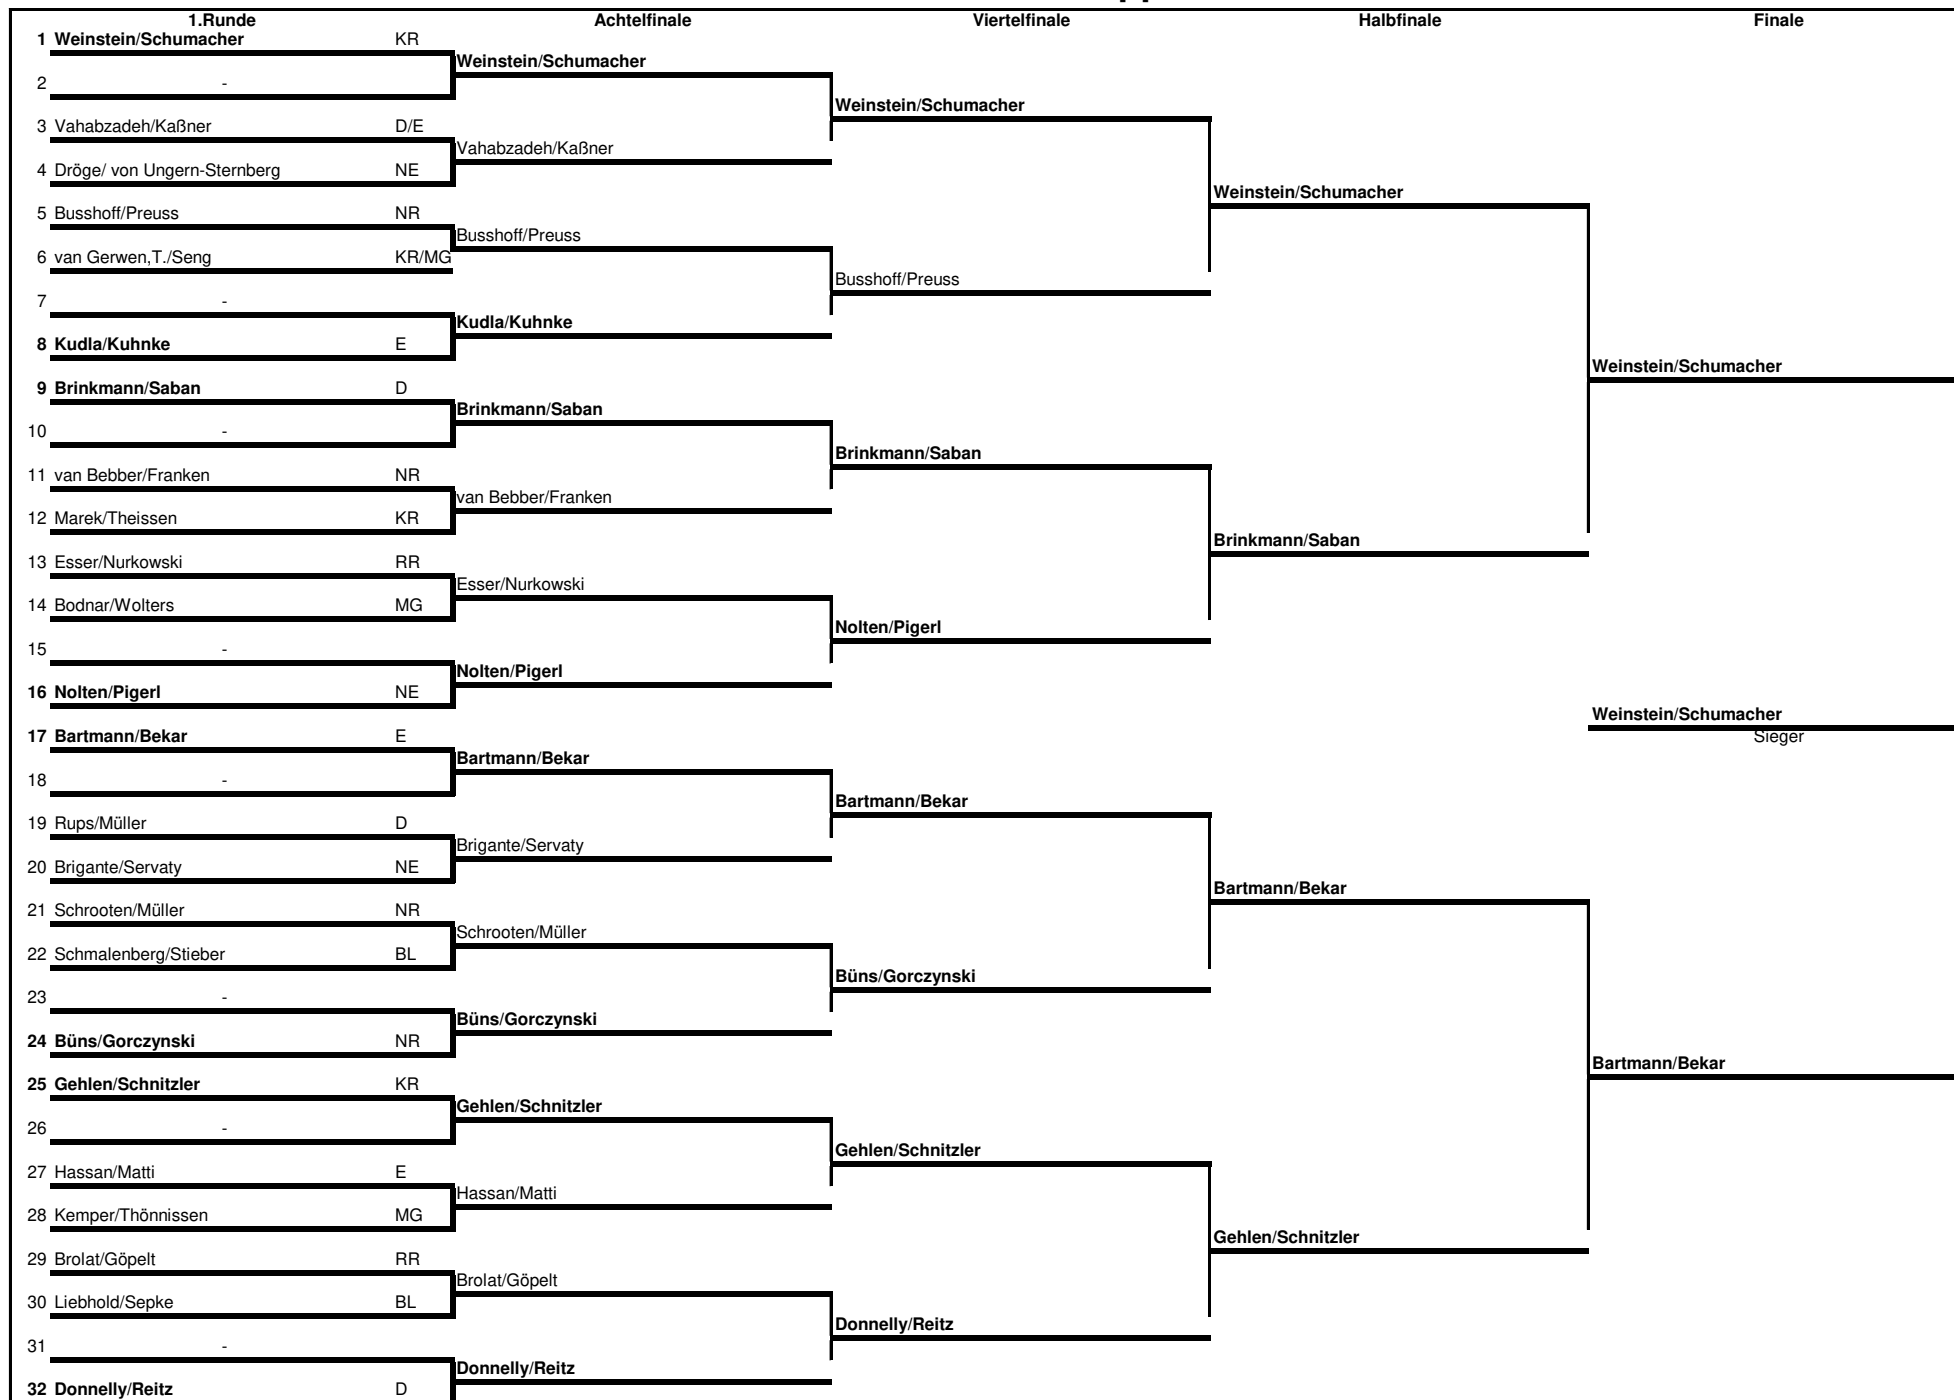 1.Runde Achtelfinale Viertelfinale Halbfinale Finale
1 Weinstein/Schumacher KR
Weinstein/Schumacher
2 -
Weinstein/Schumacher
3 Vahabzadeh/Kaßner D/E
Vahabzadeh/Kaßner
4 Dröge/ von Ungern-Sternberg NE
Weinstein/Schumacher
5 Busshoff/Preuss NR
Busshoff/Preuss
6 van Gerwen,T./Seng KR/MG
Busshoff/Preuss
7 -
Kudla/Kuhnke
8 Kudla/Kuhnke E
Weinstein/Schumacher
9 Brinkmann/Saban D
Brinkmann/Saban
10 -
Brinkmann/Saban
11 van Bebber/Franken NR
van Bebber/Franken
12 Marek/Theissen KR
Brinkmann/Saban
13 Esser/Nurkowski RR
Esser/Nurkowski
14 Bodnar/Wolters MG
Nolten/Pigerl
15 -
Nolten/Pigerl
16 Nolten/Pigerl NE
Weinstein/Schumacher
17 Bartmann/Bekar E
Sieger
Bartmann/Bekar
18 -
Bartmann/Bekar
19 Rups/Müller D
Brigante/Servaty
20 Brigante/Servaty NE
Bartmann/Bekar
21 Schrooten/Müller NR
Schrooten/Müller
22 Schmalenberg/Stieber BL
Büns/Gorczynski
23 -
Büns/Gorczynski
24 Büns/Gorczynski NR
Bartmann/Bekar
25 Gehlen/Schnitzler KR
Gehlen/Schnitzler
26 -
Gehlen/Schnitzler
27 Hassan/Matti E
Hassan/Matti
28 Kemper/Thönnissen MG
Gehlen/Schnitzler
29 Brolat/Göpelt RR
Brolat/Göpelt
30 Liebhold/Sepke BL
Donnelly/Reitz
31 -
Donnelly/Reitz
32 Donnelly/Reitz D